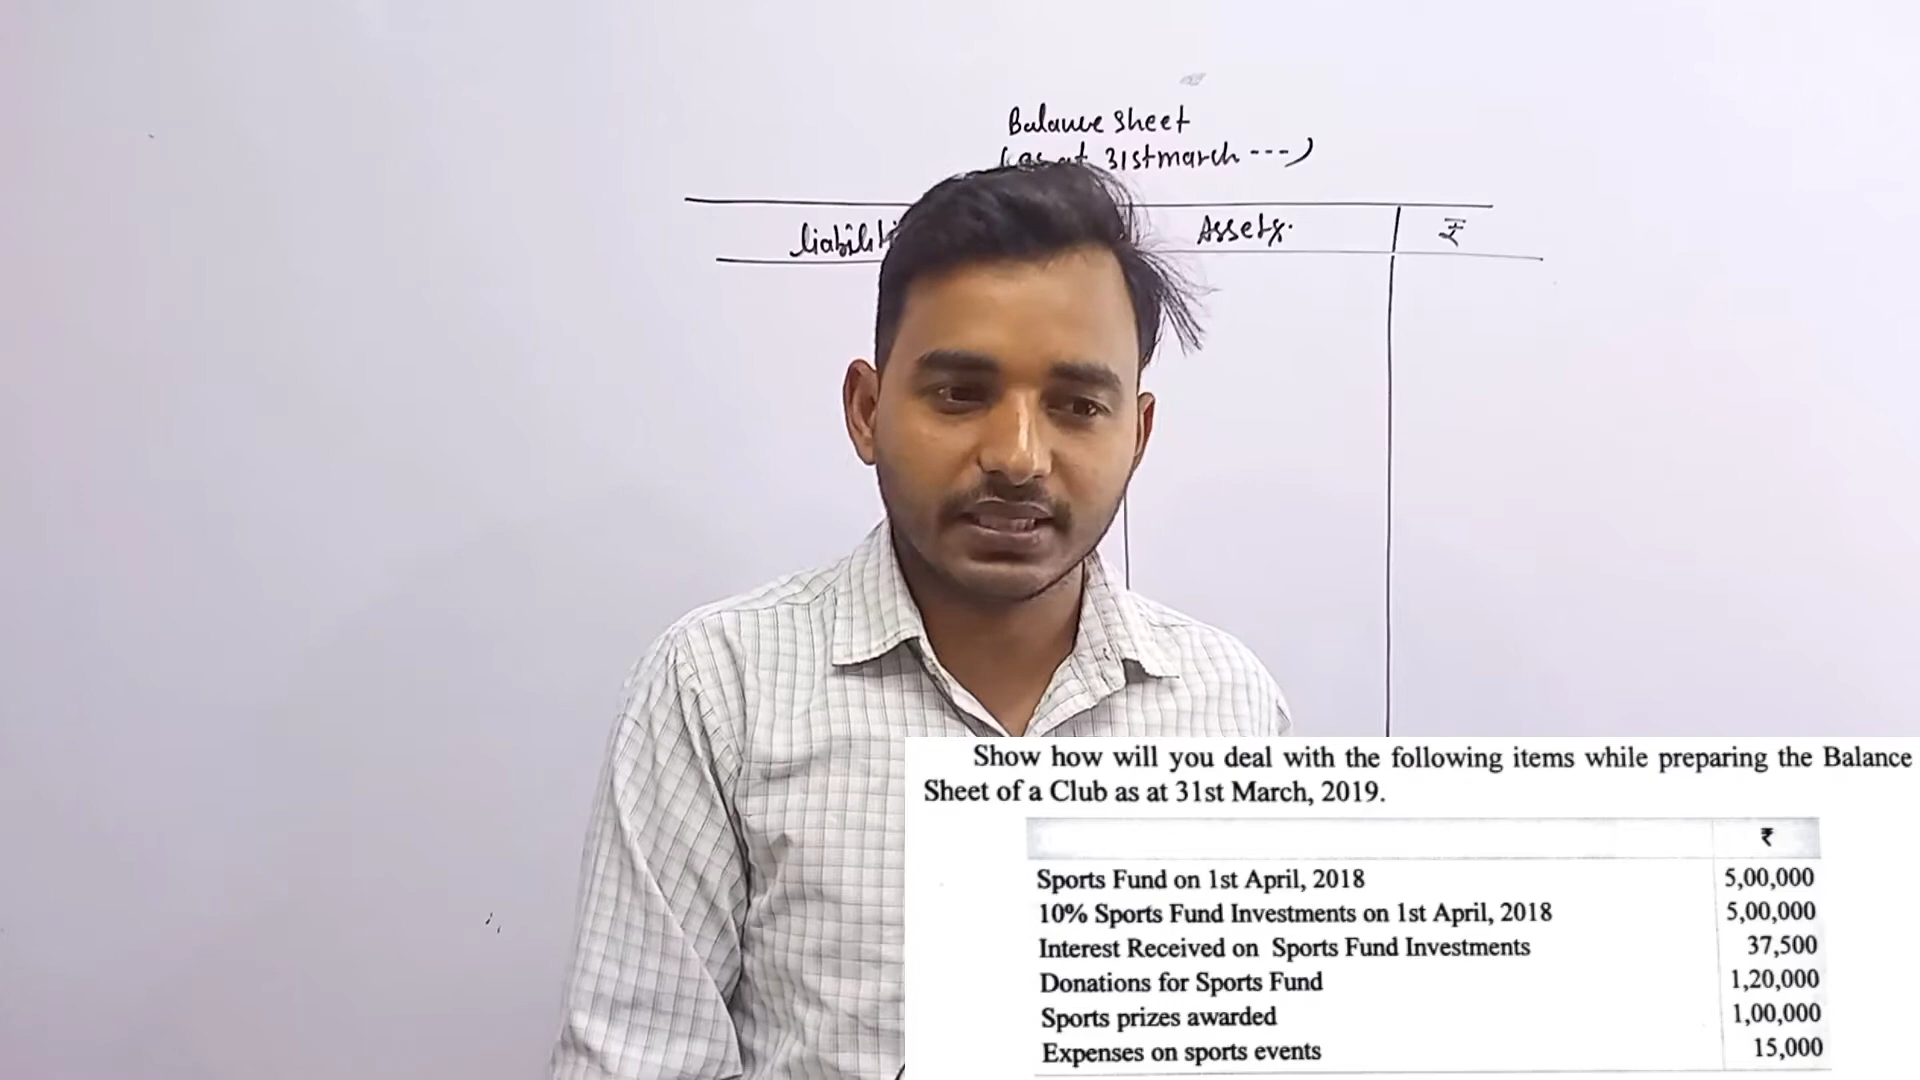 Balance Sheet
(as at 31st march ---)
Assets.
₹
Show how will you deal with the following items while preparing the Balance
Sheet of a Club as at 31st March, 2019.
₹
Sports Fund on 1st April, 2018 5,00,000
10% Sports Fund Investments on 1st April, 2018 5,00,000
Interest Received on Sports Fund Investments 37,500
Donations for Sports Fund 1,20,000
Sports prizes awarded 1,00,000
Expenses on sports events 15,000